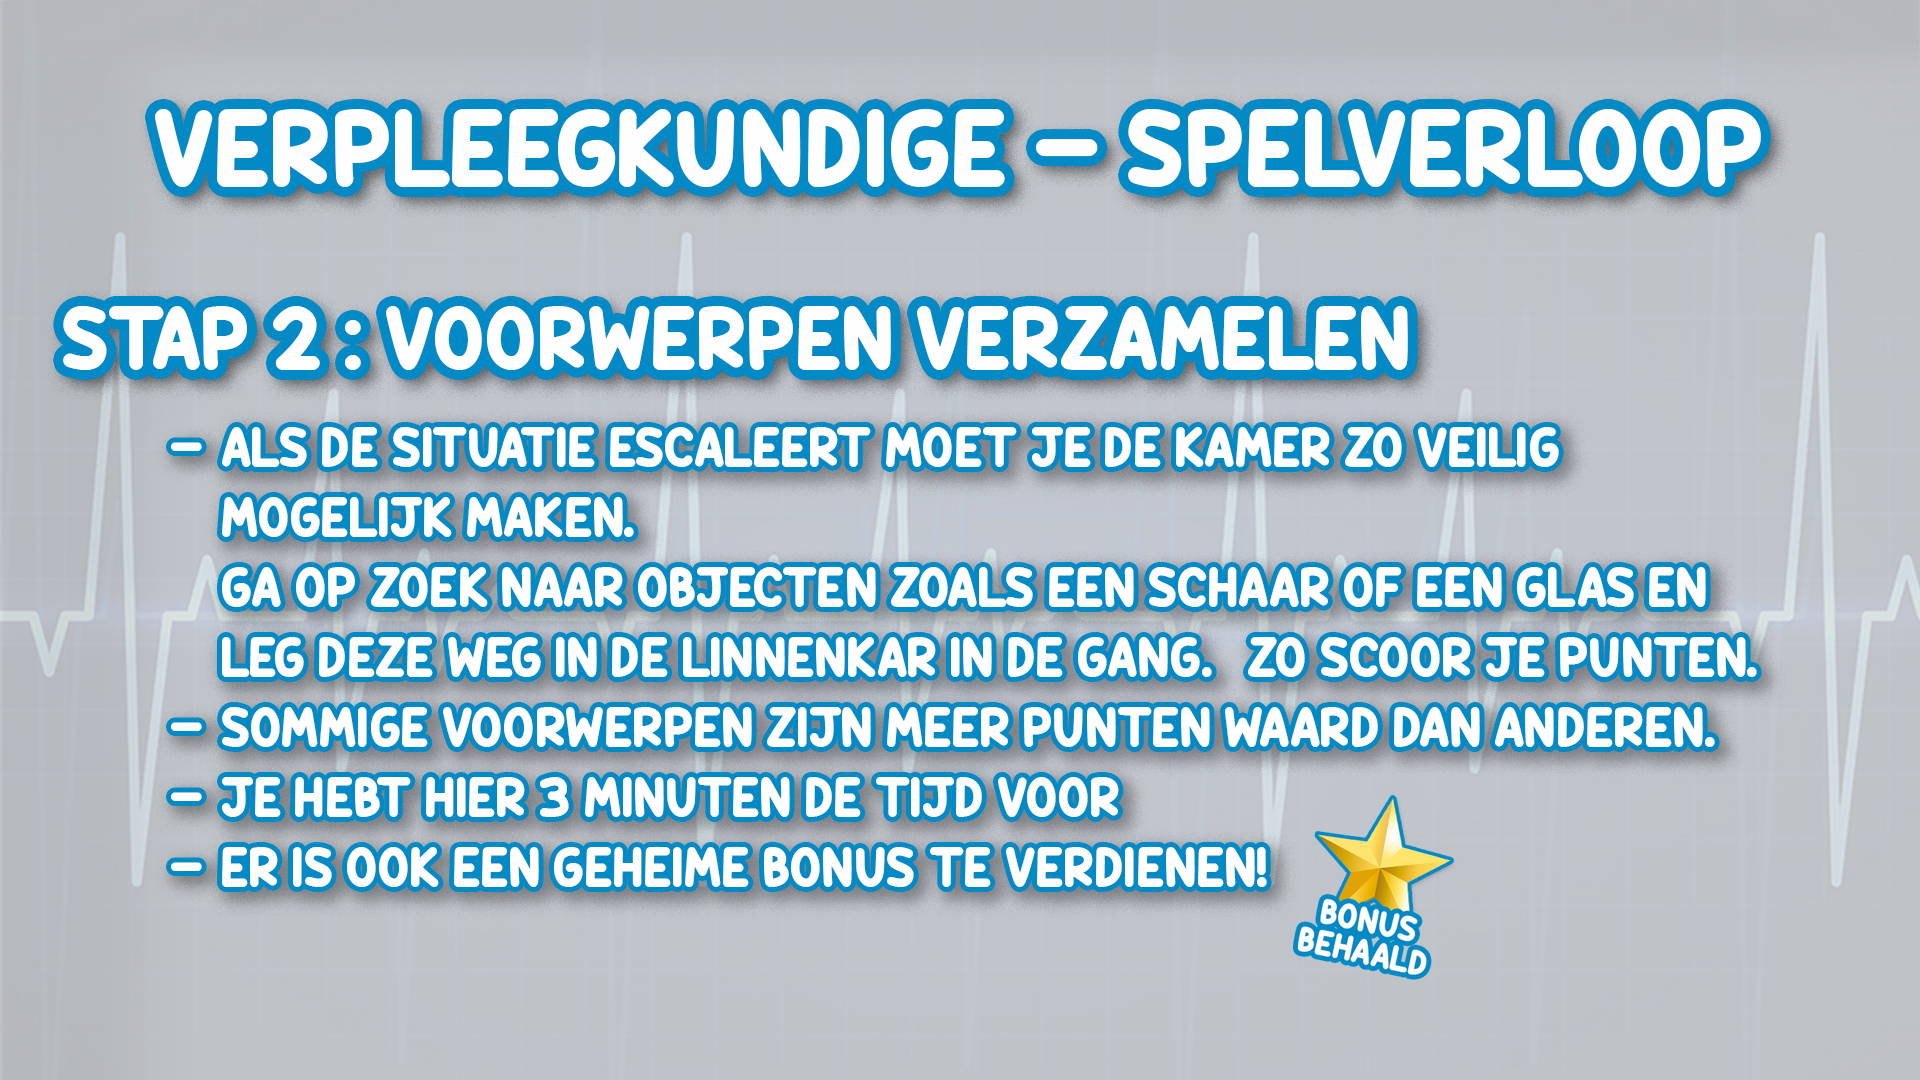 VERPLEEGKUNDIGE – SPELVERLOOP
STAP 2 : VOORWERPEN VERZAMELEN
– ALS DE SITUATIE ESCALEERT MOET JE DE KAMER ZO VEILIG
MOGELIJK MAKEN.
GA OP ZOEK NAAR OBJECTEN ZOALS EEN SCHAAR OF EEN GLAS EN
LEG DEZE WEG IN DE LINNENKAR IN DE GANG. ZO SCOOR JE PUNTEN.
– SOMMIGE VOORWERPEN ZIJN MEER PUNTEN WAARD DAN ANDEREN.
– JE HEBT HIER 3 MINUTEN DE TIJD VOOR
– ER IS OOK EEN GEHEIME BONUS TE VERDIENEN!
BONUS
BEHAALD